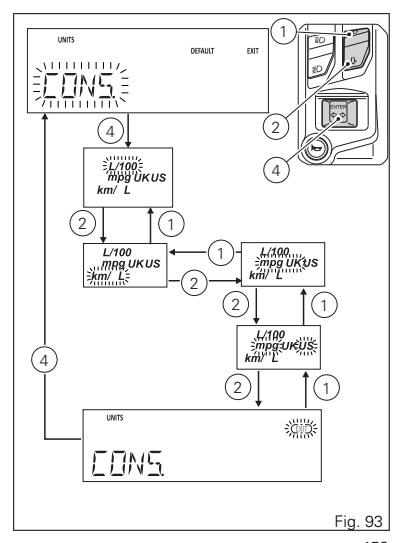 UNITS
DEFAULT EXIT
CONS.
1
ENTER
2
4
4
L/100
mpg UK US
km/ L
2 1
1
L/100
mpg UK US
km/ L
2
L/100
mpg UK US
km/ L
2 1
L/100
mpg UK US
km/ L
4
2 1
UNITS
EXIT
CONS.
Fig. 93